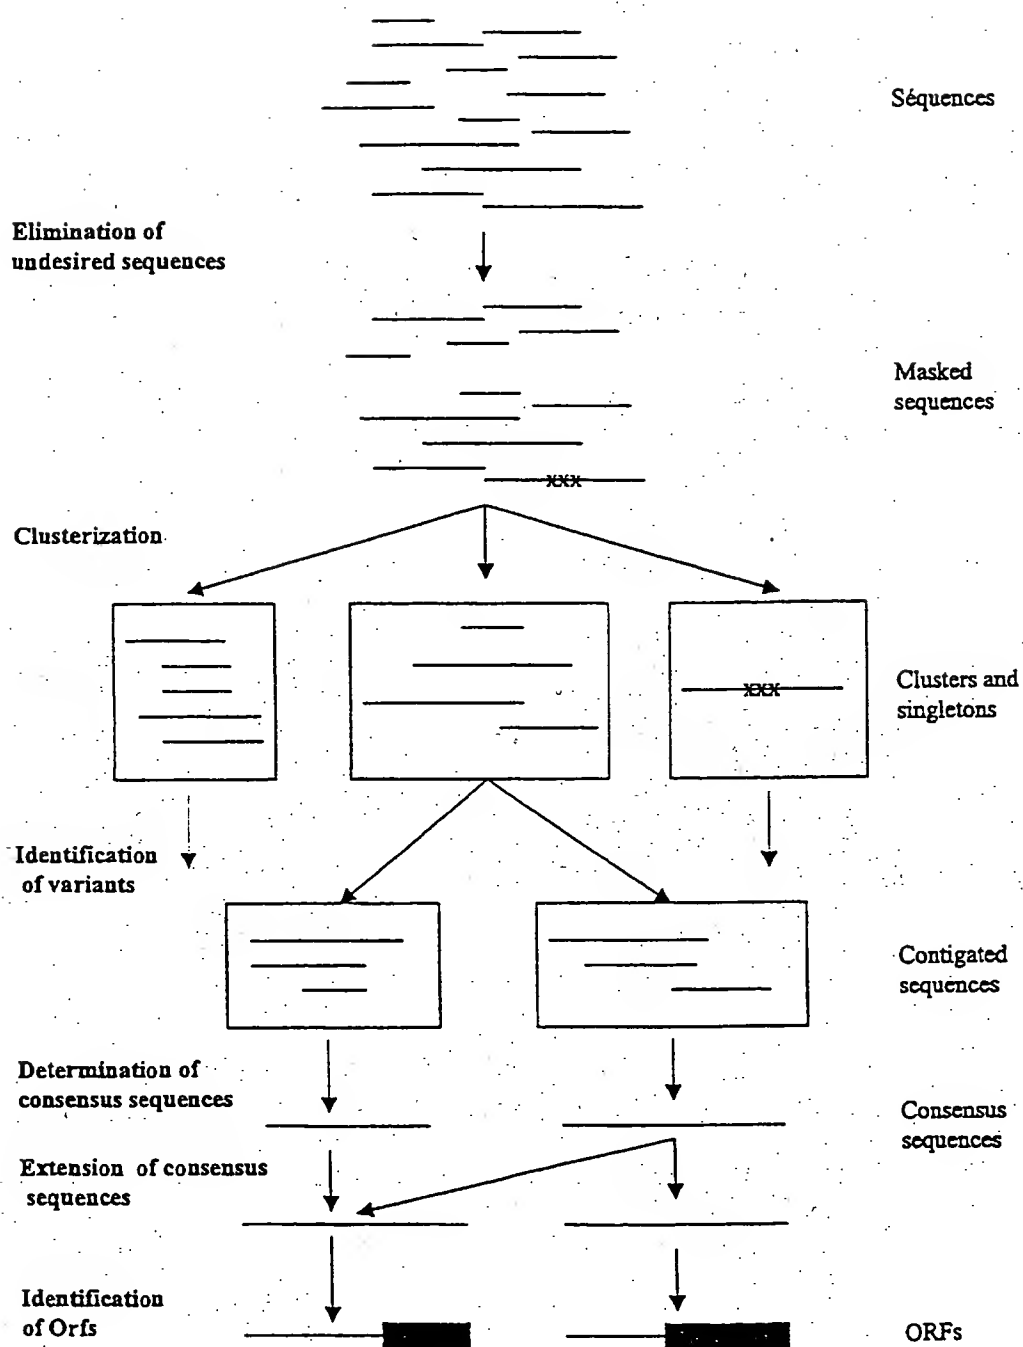 Séquences
Elimination of
undesired sequences
Masked
sequences
xxx
Clusterization
xxx
Clusters and
singletons
Identification
of variants
Contigated
sequences
Determination of
consensus sequences
Consensus
sequences
Extension of consensus
sequences
Identification
of Orfs
ORFs